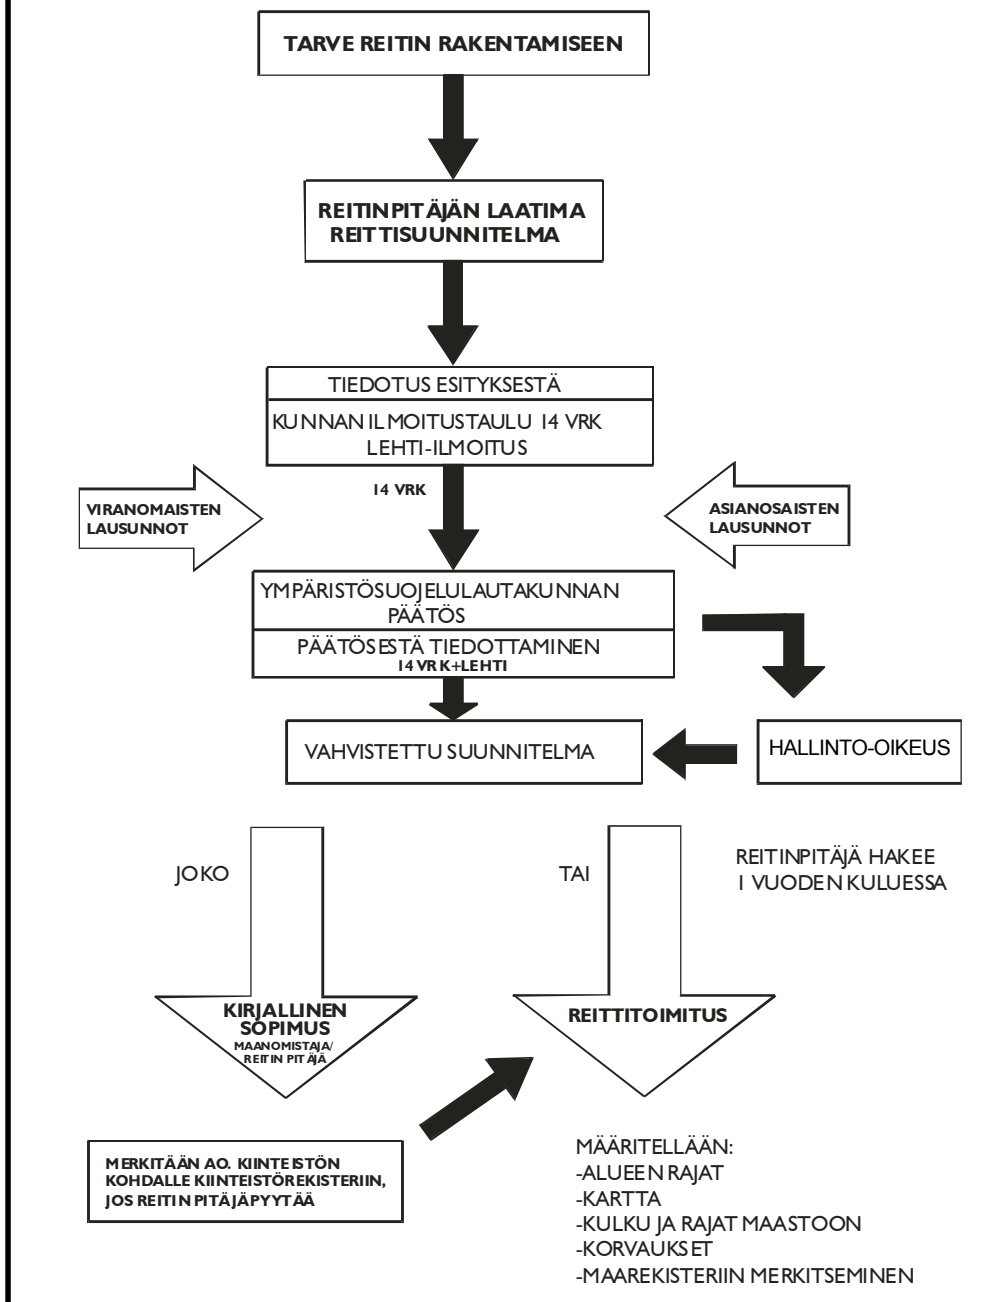 TARVE REITIN RAKENTAMISEEN
REITINPITÄJÄN LAATIMA
REITTISUUNNITELMA
TIEDOTUS ESITYKSESTÄ
KUNNAN ILMOITUSTAULU 14 VRK
LEHTI-ILMOITUS
14 VRK
VIRANOMAISTEN
LAUSUNNOT
ASIANOSAISTEN
LAUSUNNOT
YMPÄRISTÖSUOJELULAUTAKUNNAN
PÄÄTÖS
PÄÄTÖSESTÄ TIEDOTTAMINEN
14 VRK+LEHTI
VAHVISTETTU SUUNNITELMA
HALLINTO-OIKEUS
JOKO
TAI
REITINPITÄJÄ HAKEE
1 VUODEN KULUESSA
KIRJALLINEN
SOPIMUS
MAANOMISTAJA/
REITIN PITÄJÄ
REITTITOIMITUS
MERKITÄÄN AO. KIINTEISTÖN
KOHDALLE KIINTEISTÖREKISTERIIN,
JOS REITIN PITÄJÄPYYTÄÄ
MÄÄRITELLÄÄN:
-ALUEEN RAJAT
-KARTTA
-KULKU JA RAJAT MAASTOON
-KORVAUKSET
-MAAREKISTERIIN MERKITSEMINEN